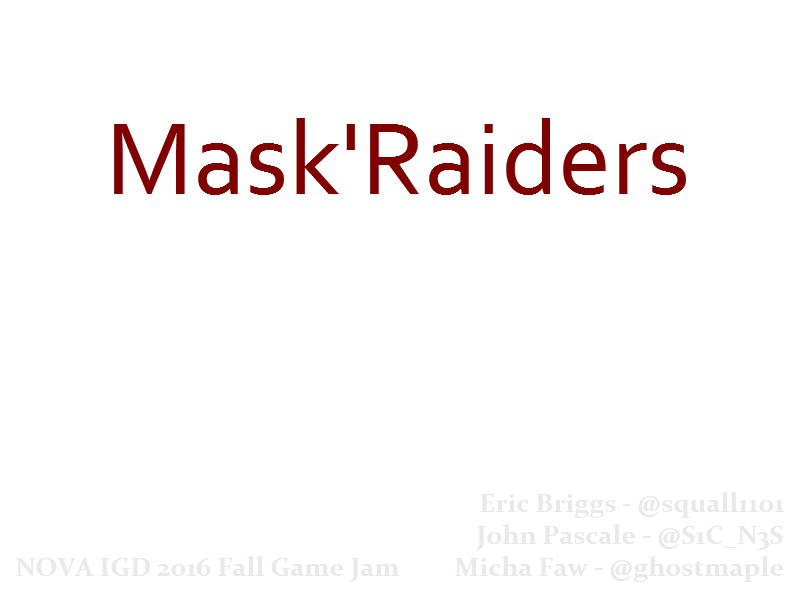 Mask'Raiders
Eric Briggs - @squall1101
John Pascale - @S1C_N3S
NOVA IGD 2016 Fall Game Jam
Micha Faw - @ghostmaple